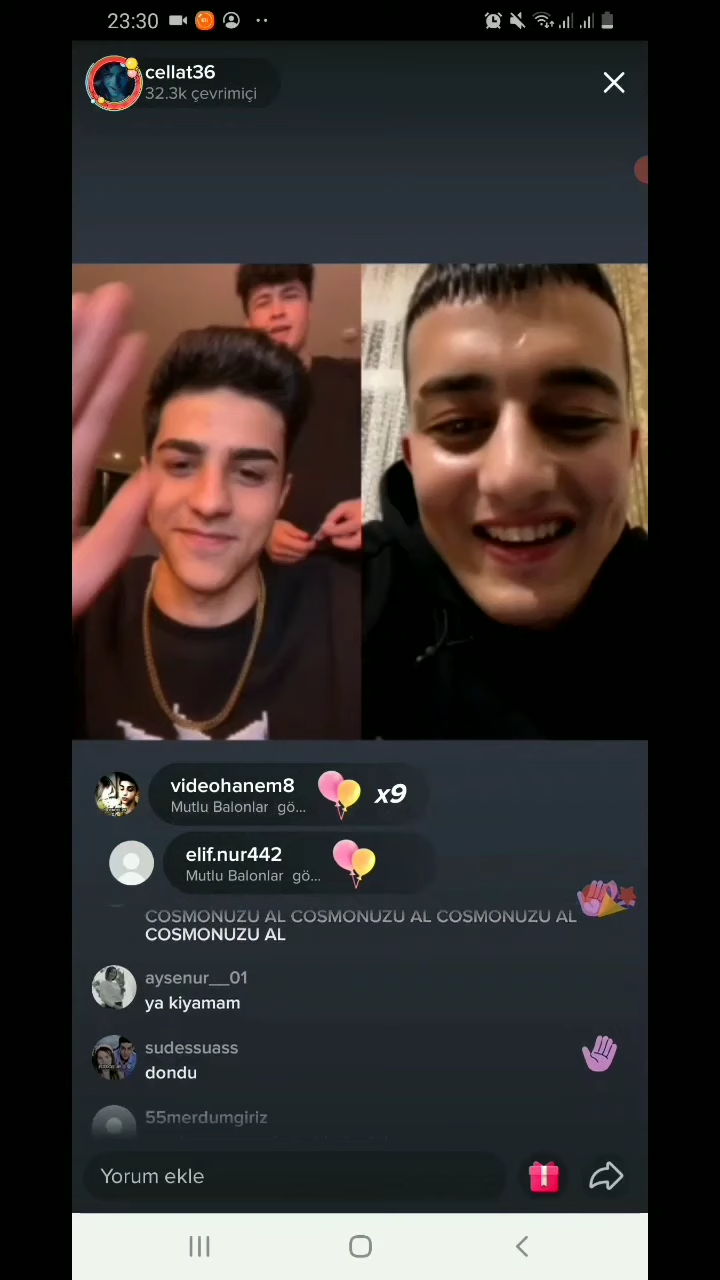 23:30
cellat36
32.3k çevrimiçi
videohanem8
Mutlu Balonlar gö...
x9
elif.nur442
Mutlu Balonlar gö...
COSMONUZU AL COSMONUZU AL COSMONUZU AL
COSMONUZU AL
aysenur__01
ya kiyamam
sudessuass
dondu
55merdumgiriz
Yorum ekle